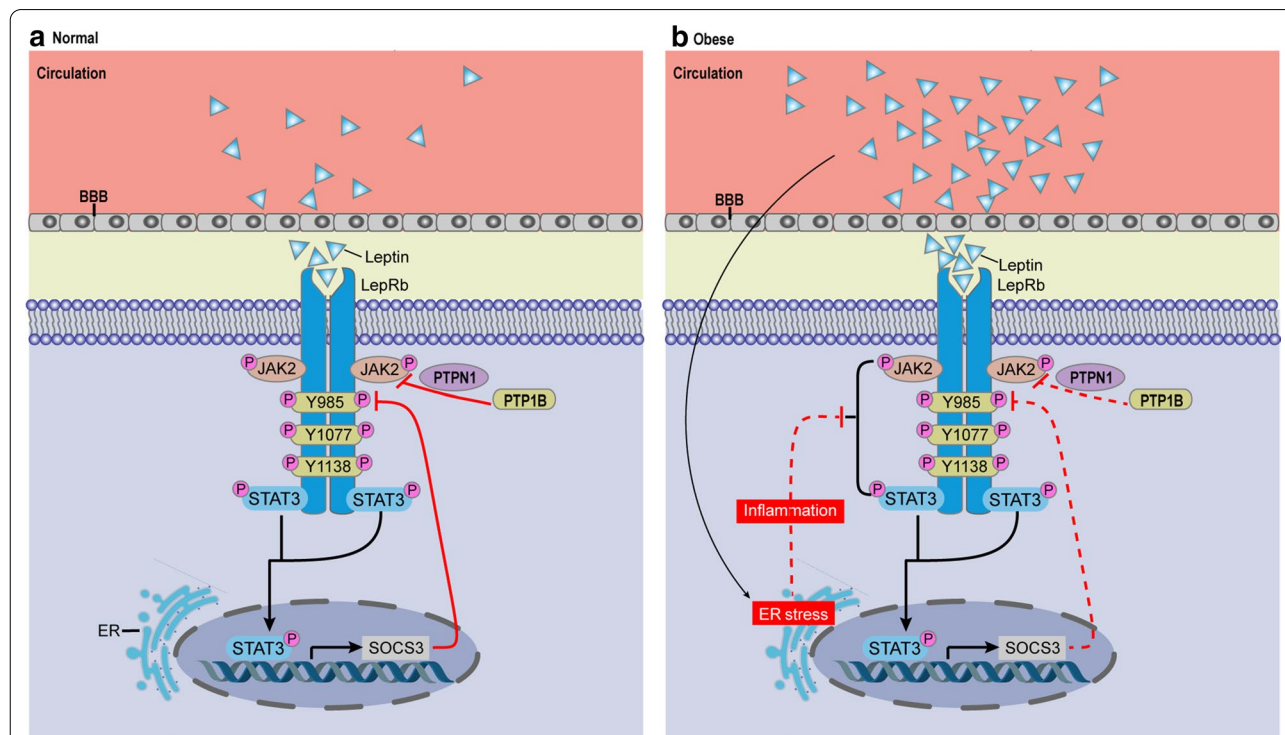 a Normal
Circulation
BBB
Leptin
LepRb
P
JAK2
JAK2
P
PTPN1
PTP1B
P
Y985
P
P
Y1077
P
P
Y1138
P
P
STAT3
STAT3
P
ER
STAT3
P
SOCS3
b Obese
Circulation
BBB
Leptin
LepRb
P
JAK2
JAK2
P
PTPN1
PTP1B
P
Y985
P
P
Y1077
P
P
Y1138
P
P
STAT3
STAT3
P
Inflammation
ER stress
STAT3
P
SOCS3